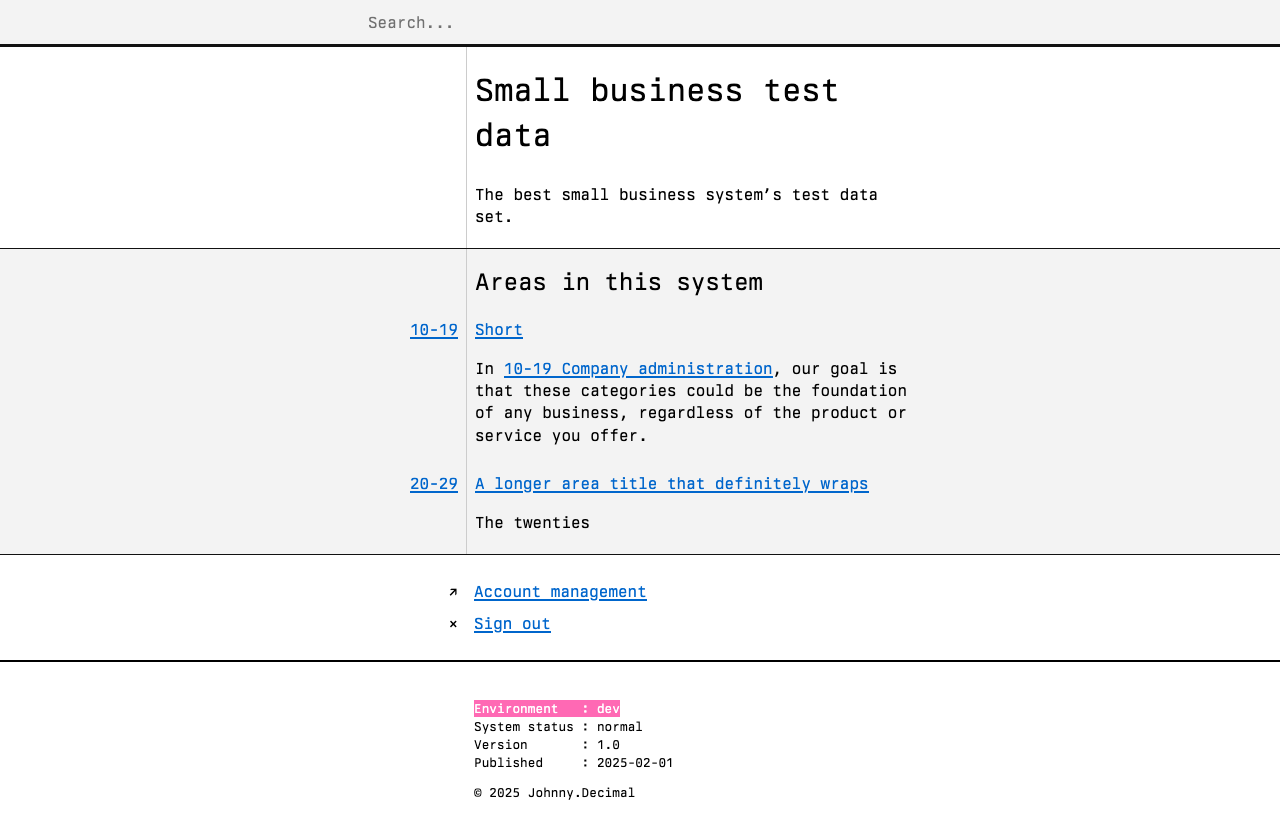 Search...
Small business test
data
The best small business system’s test data
set.
Areas in this system
10-19 Short
In 10-19 Company administration, our goal is
that these categories could be the foundation
of any business, regardless of the product or
service you offer.
20-29 A longer area title that definitely wraps
The twenties
↗ Account management
× Sign out
Environment   : dev
System status : normal
Version       : 1.0
Published     : 2025-02-01
© 2025 Johnny.Decimal